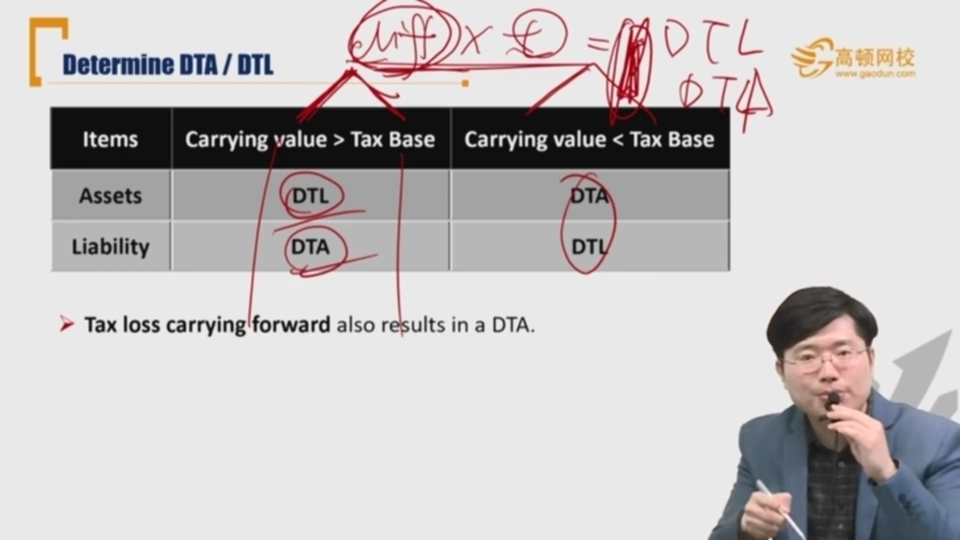 diff × t = DTL
DTA
Determine DTA / DTL
高顿网校
www.gaodun.com
Items Carrying value > Tax Base Carrying value < Tax Base
Assets DTL DTA
Liability DTA DTL
Tax loss carrying forward also results in a DTA.